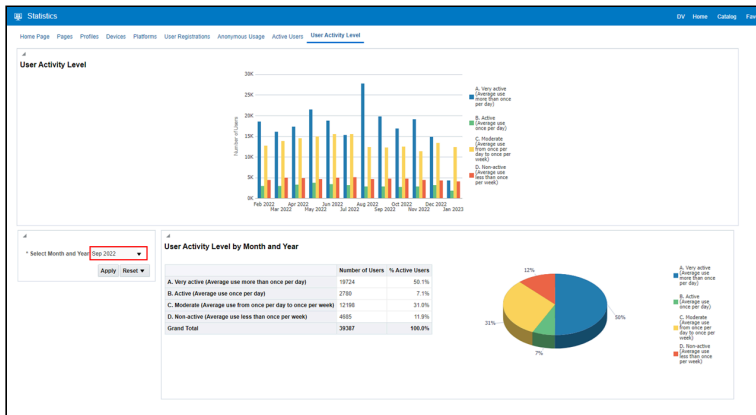 Statistics
DV Home Catalog Fav
Home Page Pages Profiles Devices Platforms User Registrations Anonymous Usage Active Users User Activity Level
User Activity Level
30K
25K
20K
15K
10K
5K
0K
Number of Users
Feb 2022 Apr 2022 Jun 2022 Aug 2022 Oct 2022 Dec 2022
Mar 2022 May 2022 Jul 2022 Sep 2022 Nov 2022 Jan 2023
A. Very active
(Average use
more than once
per day)
B. Active
(Average use
once per day)
C. Moderate
(Average use
from once per
day to once per
week)
D. Non-active
(Average use
less than once
per week)
* Select Month and Year Sep 2022
Apply Reset
User Activity Level by Month and Year
Number of Users % Active Users
A. Very active (Average use more than once per day) 19724 50.1%
B. Active (Average use once per day) 2780 7.1%
C. Moderate (Average use from once per day to once per week) 12198 31.0%
D. Non-active (Average use less than once per week) 4685 11.9%
Grand Total 39387 100.0%
12%
50%
31%
7%
A. Very active
(Average use
more than once
per day)
B. Active
(Average use
once per day)
C. Moderate
(Average use
from once per
day to once per
week)
D. Non-active
(Average use
less than once
per week)